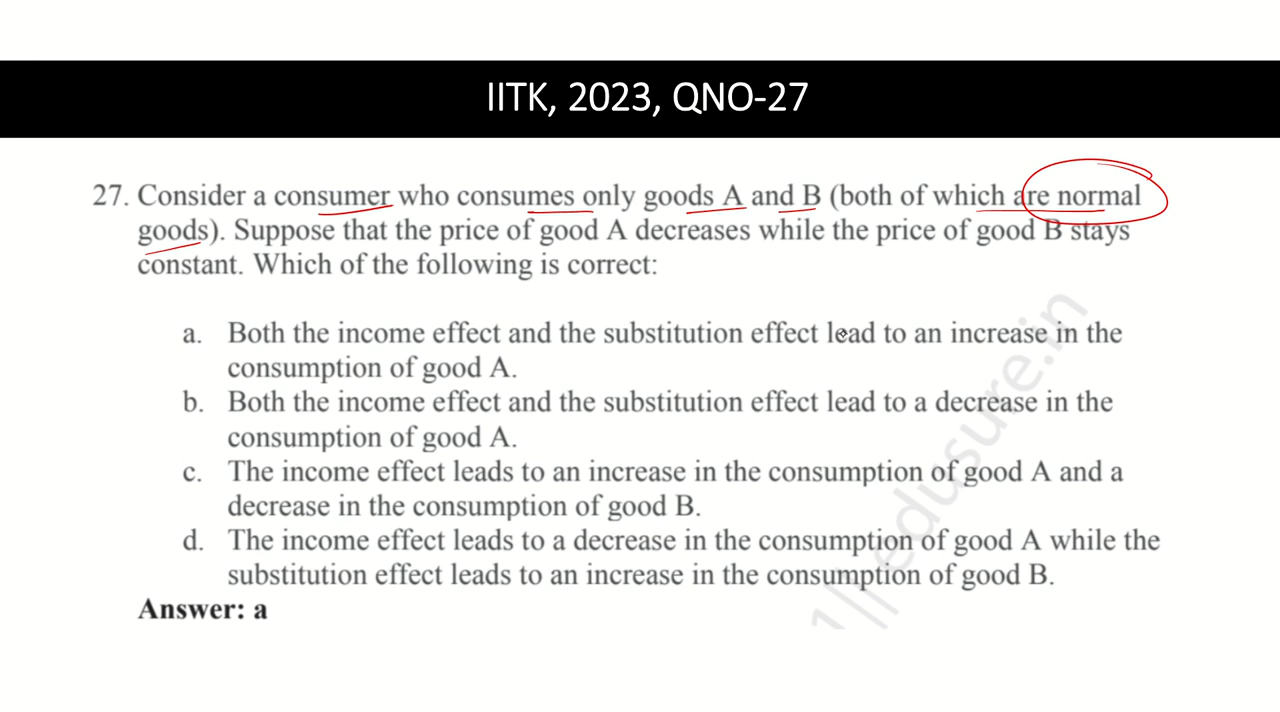 IITK, 2023, QNO-27
27. Consider a consumer who consumes only goods A and B (both of which are normal
goods). Suppose that the price of good A decreases while the price of good B stays
constant. Which of the following is correct:
a. Both the income effect and the substitution effect lead to an increase in the
consumption of good A.
b. Both the income effect and the substitution effect lead to a decrease in the
consumption of good A.
c. The income effect leads to an increase in the consumption of good A and a
decrease in the consumption of good B.
d. The income effect leads to a decrease in the consumption of good A while the
substitution effect leads to an increase in the consumption of good B.
Answer: a
1||edusure.in